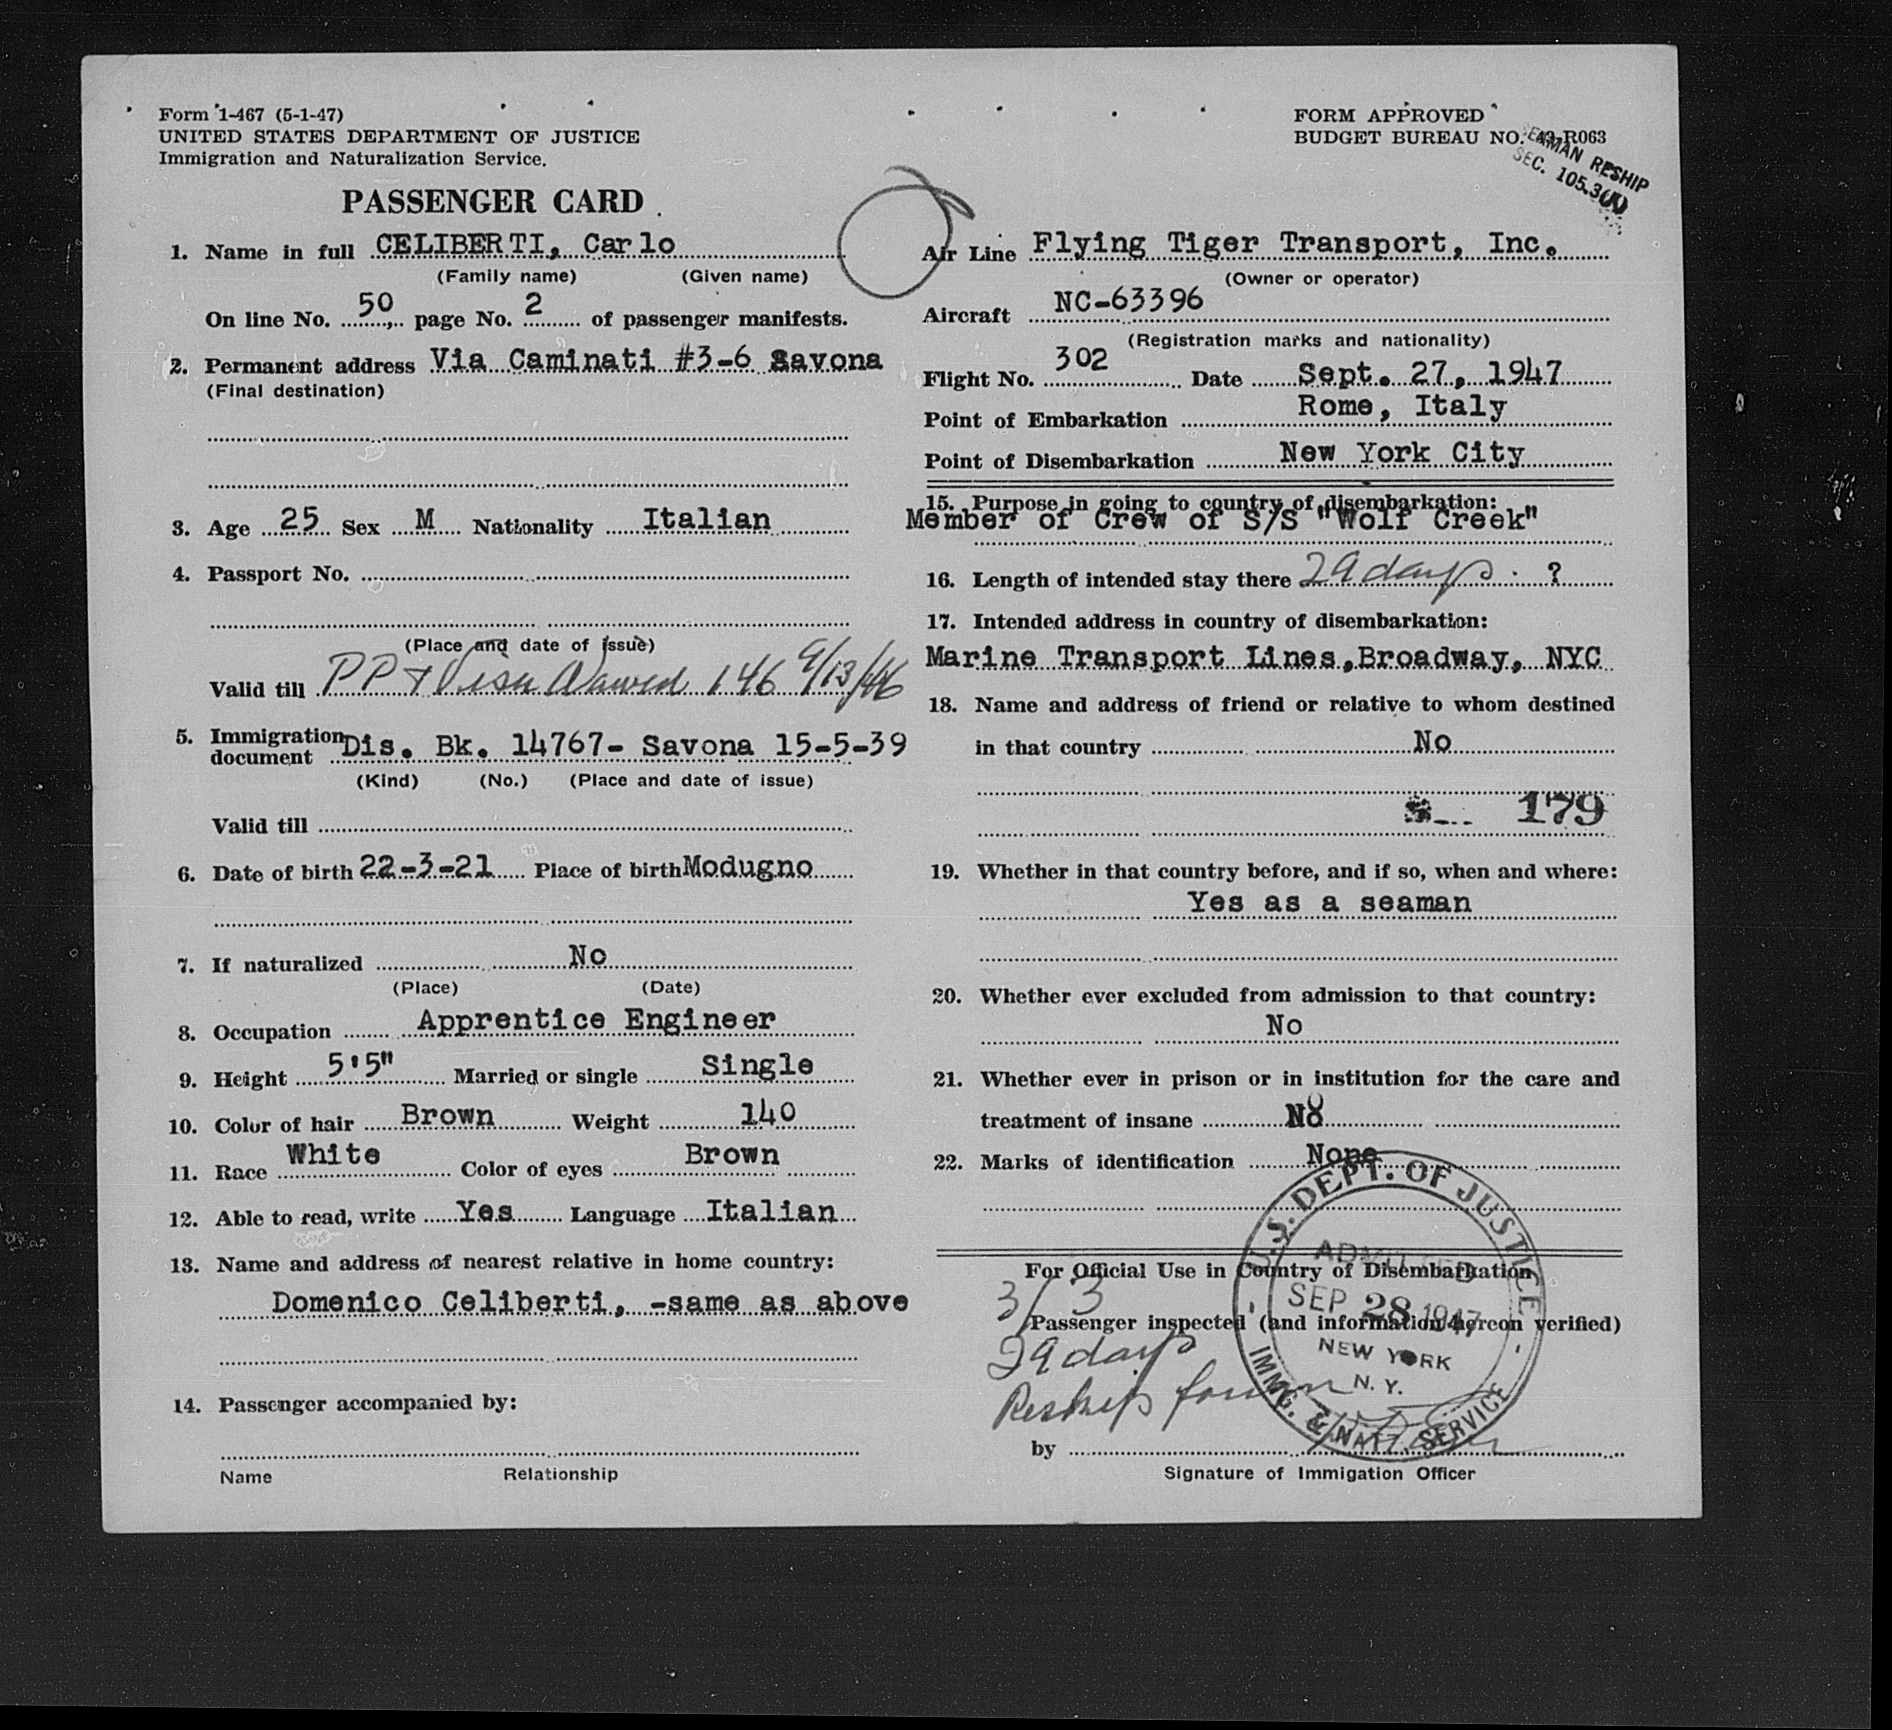 Form 1-467 (5-1-47)
UNITED STATES DEPARTMENT OF JUSTICE
Immigration and Naturalization Service.
PASSENGER CARD
1. Name in full CELIBERTI, Carlo
(Family name) (Given name)
On line No. 50 page No. 2 of passenger manifests.
2. Permanent address Via Caminati #3-6 Savona
(Final destination)
3. Age 25 Sex M Nationality Italian
4. Passport No.
(Place and date of issue)
Valid till PP + Visa Waived 146 9/13/46
5. Immigration document Dis. Bk. 14767- Savona 15-5-39
(Kind) (No.) (Place and date of issue)
Valid till
6. Date of birth 22-3-21 Place of birth Modugno
7. If naturalized No
(Place) (Date)
8. Occupation Apprentice Engineer
9. Height 5'5" Married or single Single
10. Color of hair Brown Weight 140
11. Race White Color of eyes Brown
12. Able to read, write Yes Language Italian
13. Name and address of nearest relative in home country:
Domenico Celiberti, -same as above
14. Passenger accompanied by:
Name Relationship
FORM APPROVED
BUDGET BUREAU NO. 43-R063
SEAMAN RESHIP
SEC. 105.3
Air Line Flying Tiger Transport, Inc.
(Owner or operator)
Aircraft NC-63396
(Registration marks and nationality)
Flight No. 302 Date Sept. 27, 1947
Point of Embarkation Rome, Italy
Point of Disembarkation New York City
15. Purpose in going to country of disembarkation:
Member of Crew of S/S "Wolf Creek"
16. Length of intended stay there 29 days. ?
17. Intended address in country of disembarkation:
Marine Transport Lines, Broadway, NYC
18. Name and address of friend or relative to whom destined
in that country No
179
19. Whether in that country before, and if so, when and where:
Yes as a seaman
20. Whether ever excluded from admission to that country:
No
21. Whether ever in prison or in institution for the care and
treatment of insane No
22. Marks of identification None
For Official Use in Country of Disembarkation
3/3
Passenger inspected (and information hereon verified)
29 days
Reship foreign
by
Signature of Immigation Officer
U.S. DEPT. OF JUSTICE
ADMITTED
SEP 28 1947
NEW YORK
N. Y.
IMMG. & NATZ. SERVICE